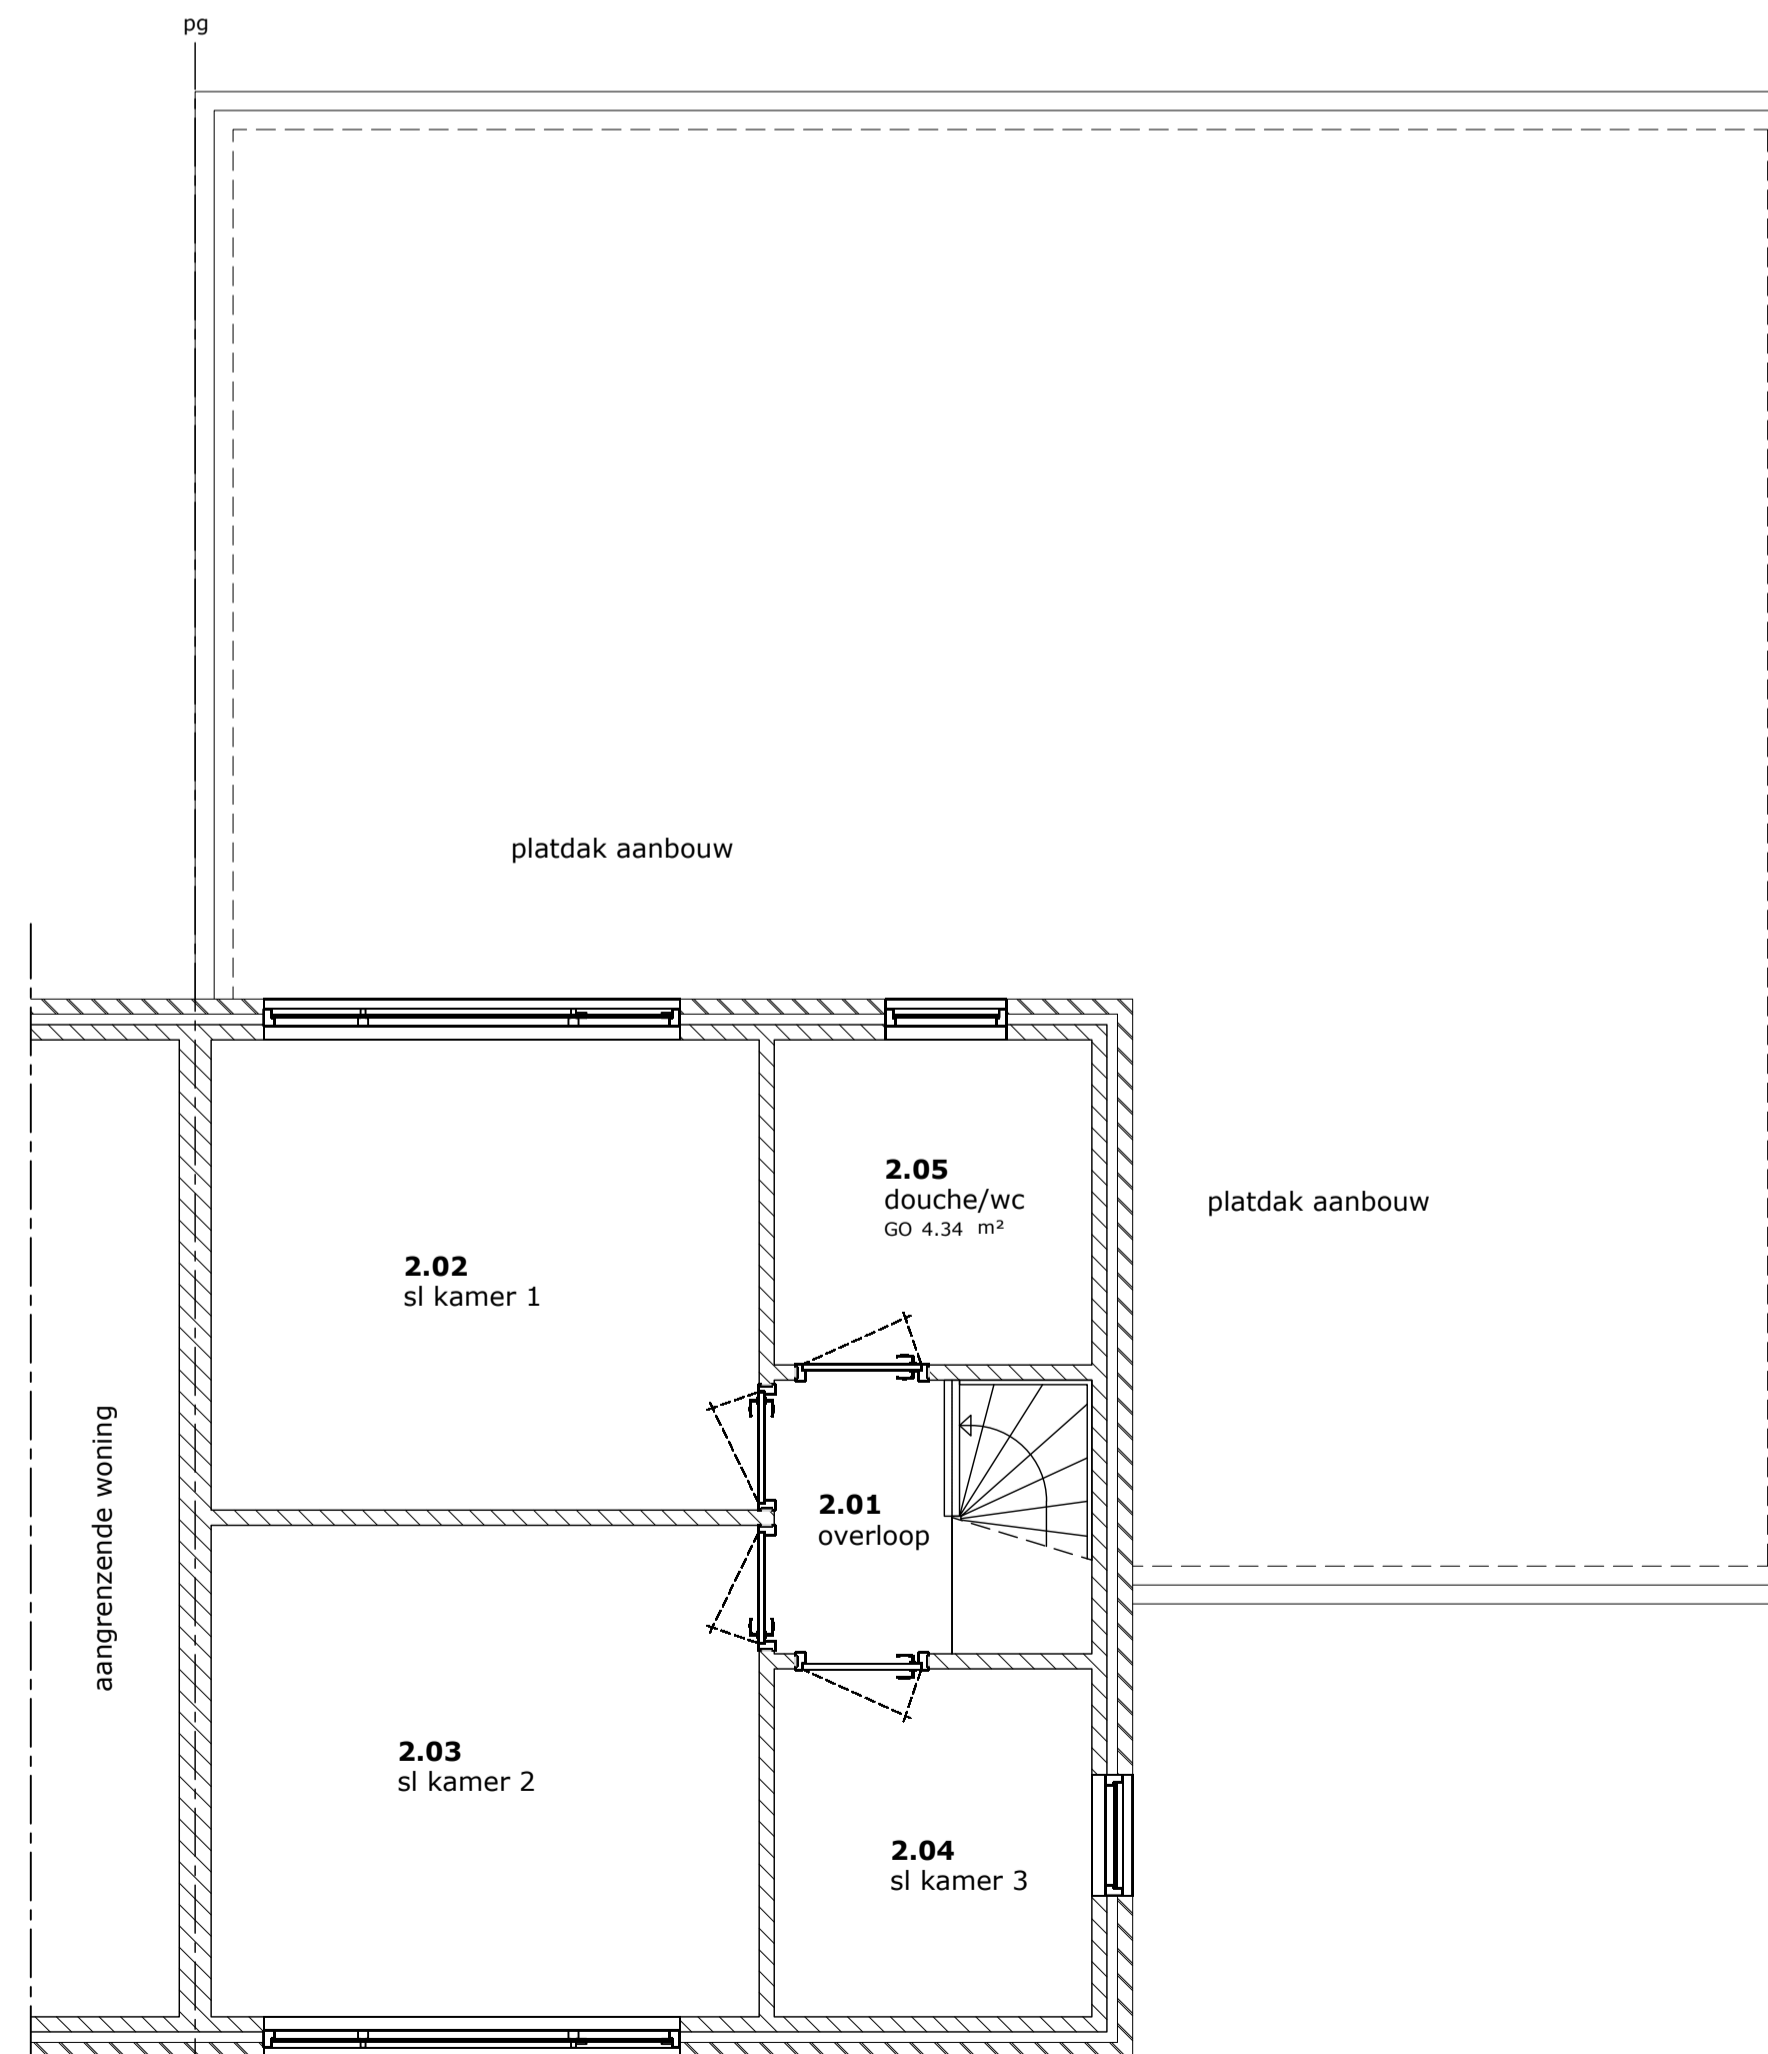 pg
platdak aanbouw
2.05
douche/wc
GO 4.34 m²
platdak aanbouw
2.02
sl kamer 1
aangrenzende woning
2.01
overloop
2.03
sl kamer 2
2.04
sl kamer 3